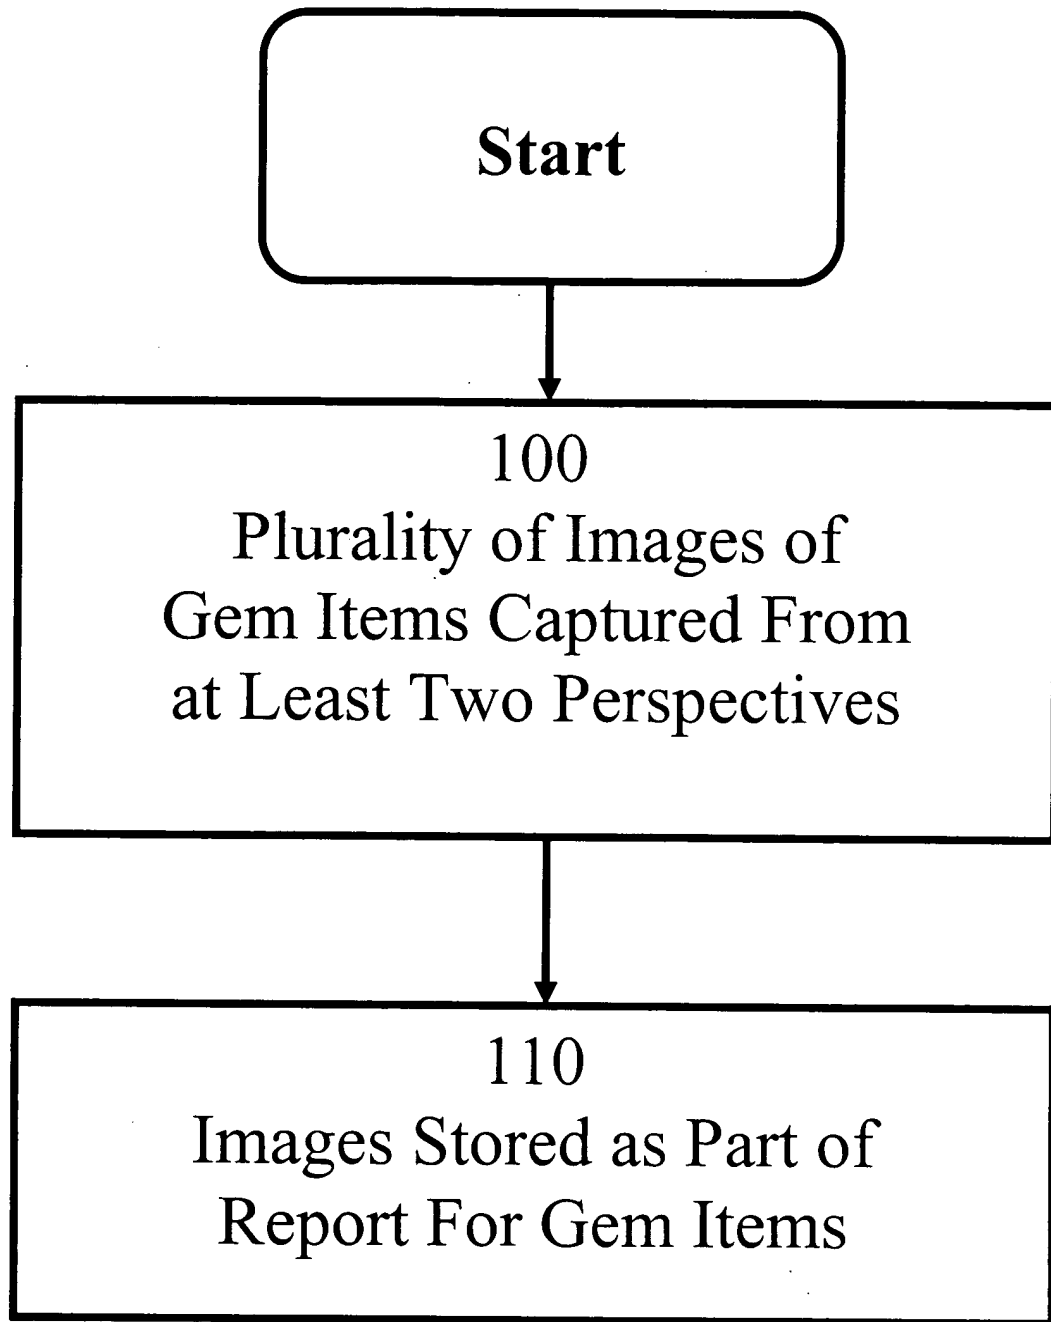 Start
100
Plurality of Images of
Gem Items Captured From
at Least Two Perspectives
110
Images Stored as Part of
Report For Gem Items